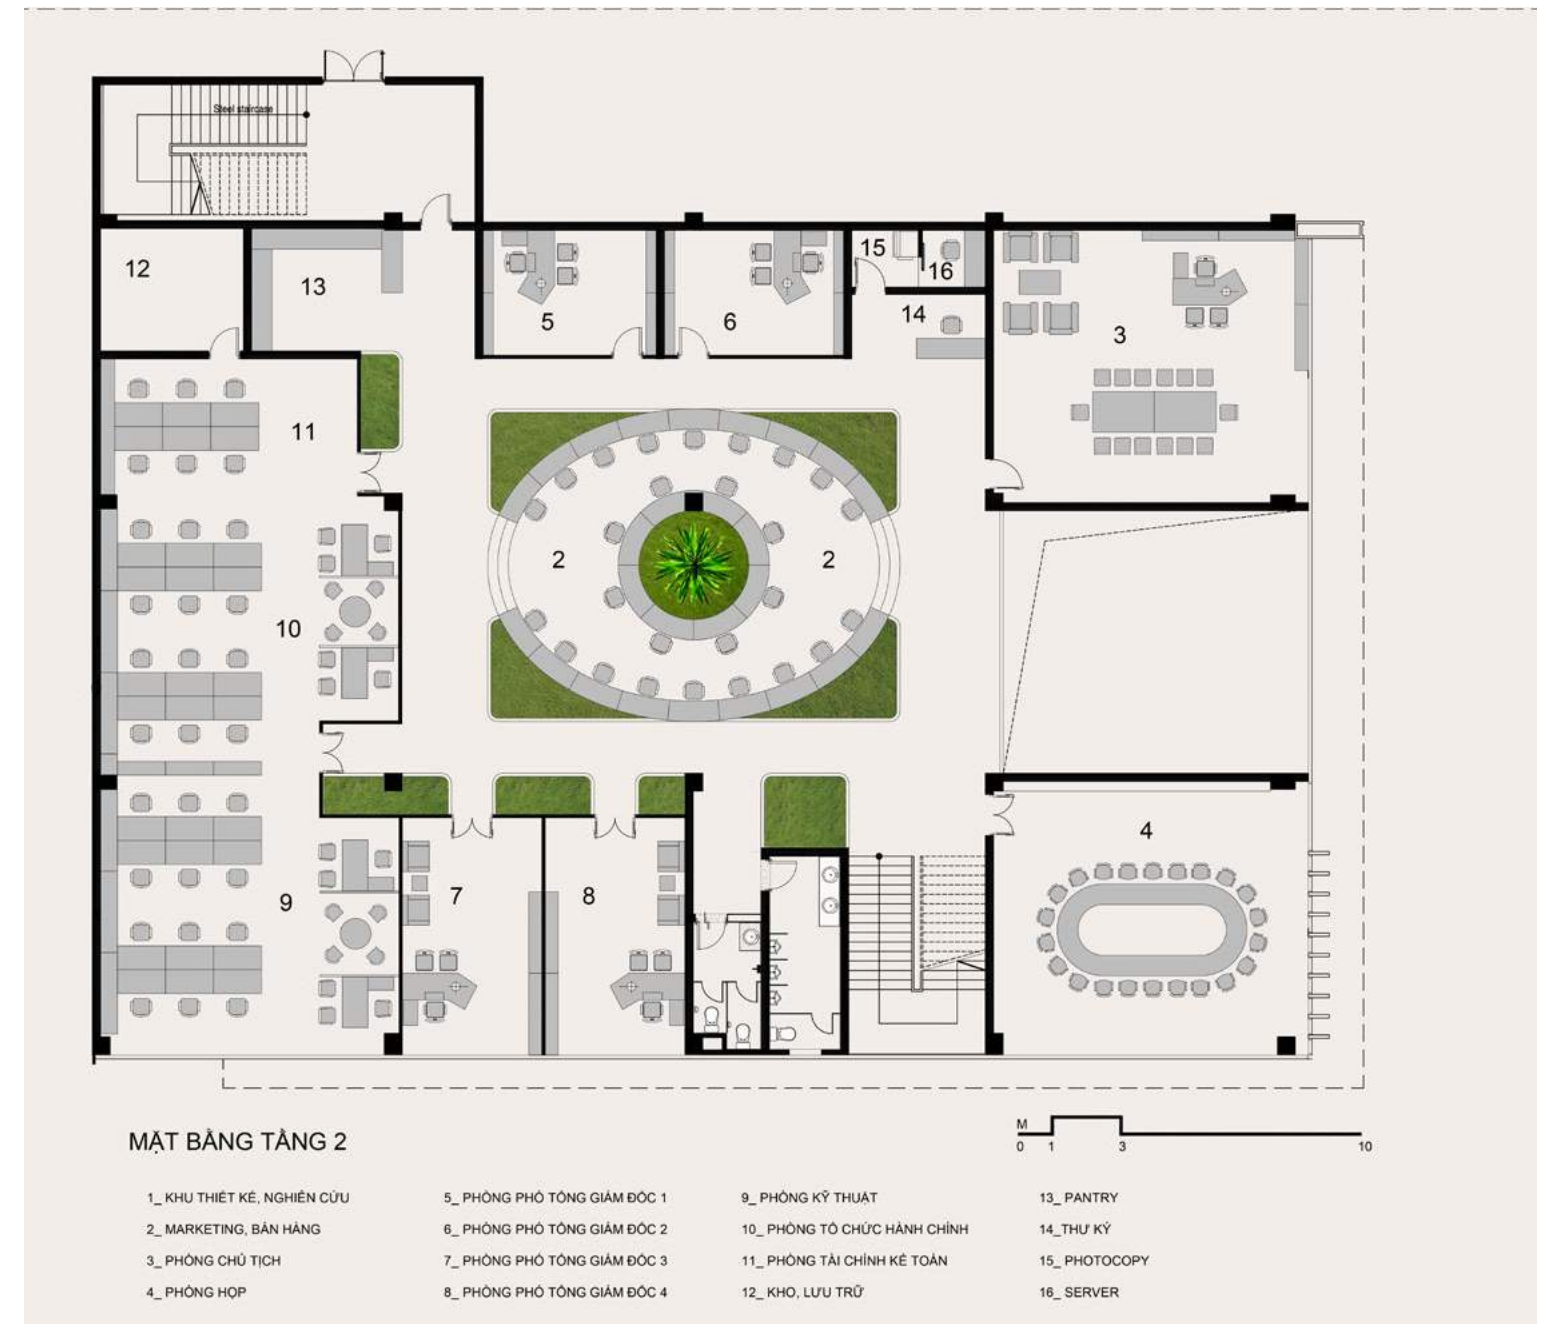 Steel staircase
12
13
5
6
15
16
14
3
11
2
2
10
4
9
7
8
MẶT BẰNG TẦNG 2
M
0 1 3 10
1_ KHU THIẾT KẾ, NGHIÊN CỨU
2_ MARKETING, BÁN HÀNG
3_ PHÒNG CHỦ TỊCH
4_ PHÒNG HỌP
5_ PHÒNG PHÓ TỔNG GIÁM ĐỐC 1
6_ PHÒNG PHÓ TỔNG GIÁM ĐỐC 2
7_ PHÒNG PHÓ TỔNG GIÁM ĐỐC 3
8_ PHÒNG PHÓ TỔNG GIÁM ĐỐC 4
9_ PHÒNG KỸ THUẬT
10_ PHÒNG TỔ CHỨC HÀNH CHÍNH
11_ PHÒNG TÀI CHÍNH KẾ TOÁN
12_ KHO, LƯU TRỮ
13_ PANTRY
14_THƯ KÝ
15_ PHOTOCOPY
16_ SERVER